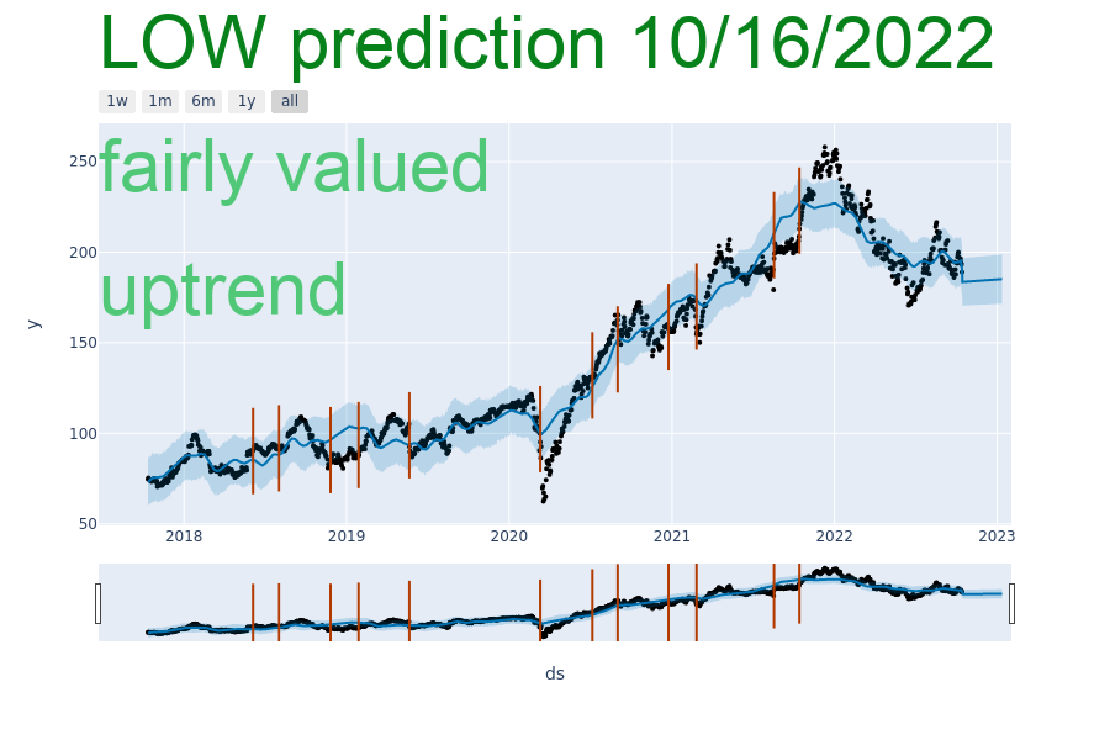 LOW prediction 10/16/2022
1w 1m 6m 1y all
fairly valued
uptrend
250
200
150
100
50
y
2018 2019 2020 2021 2022 2023
ds